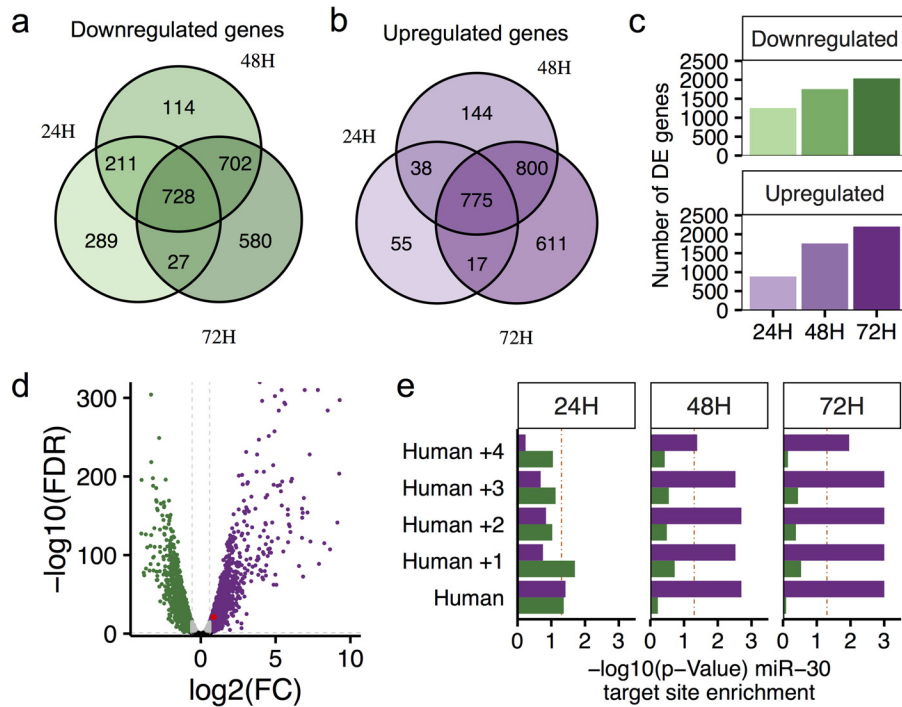 a
Downregulated genes
48H
24H
114
211
702
728
289
27
580
72H
b
Upregulated genes
48H
24H
144
38
800
775
55
17
611
72H
c
Number of DE genes
Downregulated
2500
2000
1500
1000
500
0
Upregulated
2500
2000
1500
1000
500
0
24H 48H 72H
d
−log10(FDR)
300
200
100
0
0 5 10
log2(FC)
e
24H 48H 72H
Human +4
Human +3
Human +2
Human +1
Human
0 1 2 3 0 1 2 3 0 1 2 3
−log10(p−Value) miR−30
target site enrichment